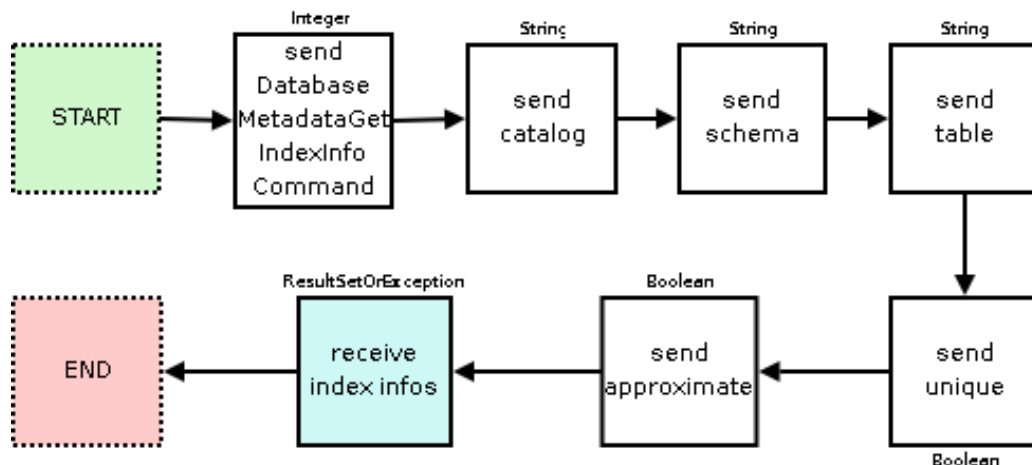 START
Integer
send
Database
MetadataGet
IndexInfo
Command
String
send
catalog
String
send
schema
String
send
table
send
unique
Boolean
Boolean
send
approximate
ResultSetOrException
receive
index infos
END